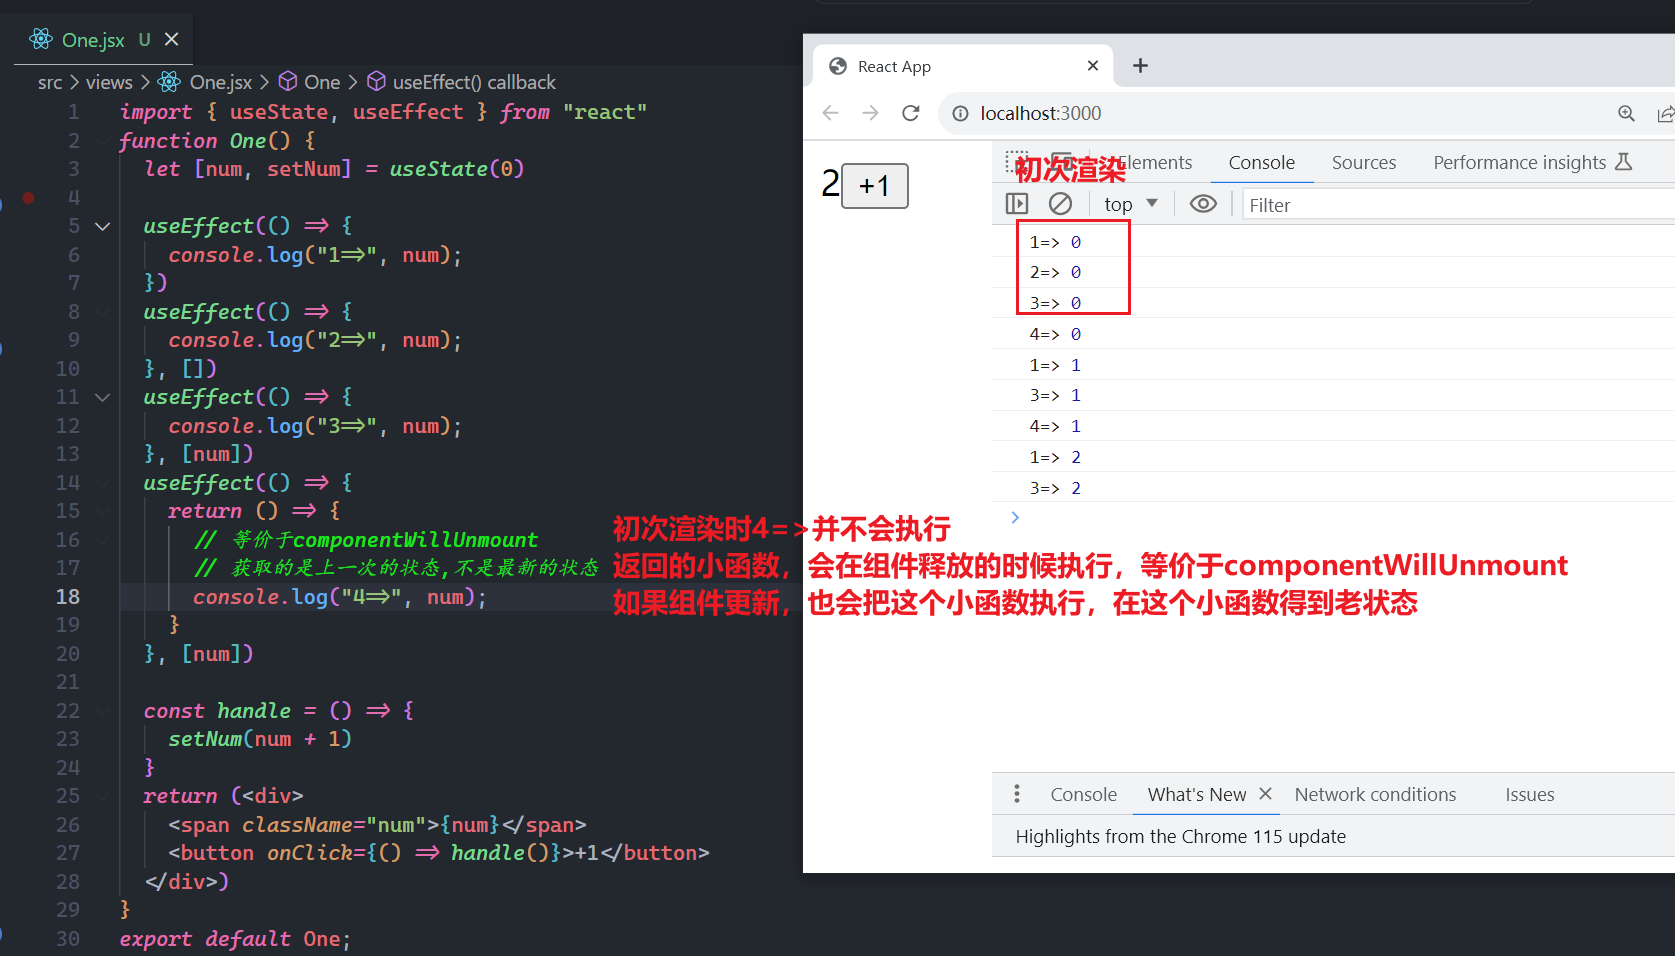 One.jsx U
src > views > One.jsx > One > useEffect() callback
1 import { useState, useEffect } from "react"
2 function One() {
3 let [num, setNum] = useState(0)
4
5 useEffect(() => {
6 console.log("1=>", num);
7 })
8 useEffect(() => {
9 console.log("2=>", num);
10 }, [])
11 useEffect(() => {
12 console.log("3=>", num);
13 }, [num])
14 useEffect(() => {
15 return () => {
16 // 等价于componentWillUnmount
17 // 获取的是上一次的状态,不是最新的状态
18 console.log("4=>", num);
19 }
20 }, [num])
21
22 const handle = () => {
23 setNum(num + 1)
24 }
25 return (<div>
26 <span className="num">{num}</span>
27 <button onClick={() => handle()}>+1</button>
28 </div>)
29 }
30 export default One;
React App
localhost:3000
2 +1
初次渲染
Elements Console Sources Performance insights
top Filter
1=> 0
2=> 0
3=> 0
4=> 0
1=> 1
3=> 1
4=> 1
1=> 2
3=> 2
初次渲染时4=>并不会执行
返回的小函数，会在组件释放的时候执行，等价于componentWillUnmount
如果组件更新，也会把这个小函数执行，在这个小函数得到老状态
Console What's New Network conditions Issues
Highlights from the Chrome 115 update